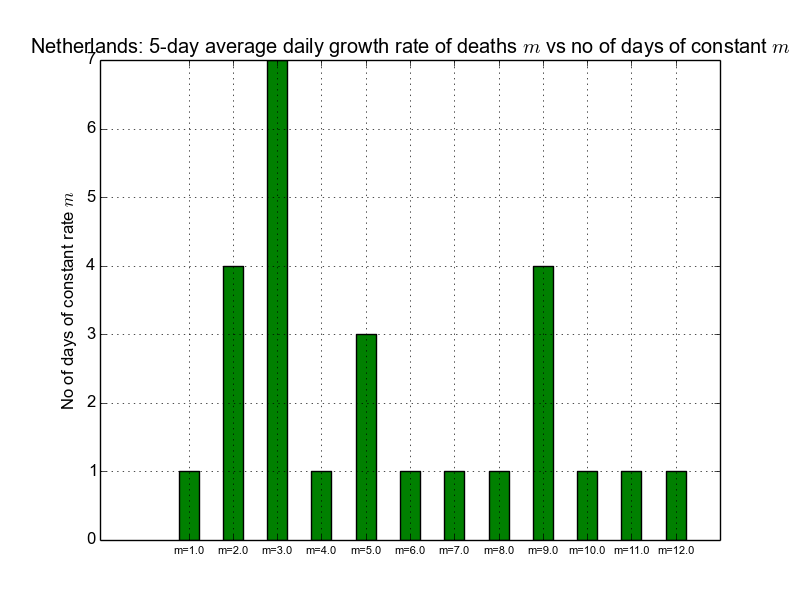 Netherlands: 5-day average daily growth rate of deaths m vs no of days of constant m
7
6
5
4
3
2
1
0
No of days of constant rate m
m=1.0 m=2.0 m=3.0 m=4.0 m=5.0 m=6.0 m=7.0 m=8.0 m=9.0 m=10.0 m=11.0 m=12.0